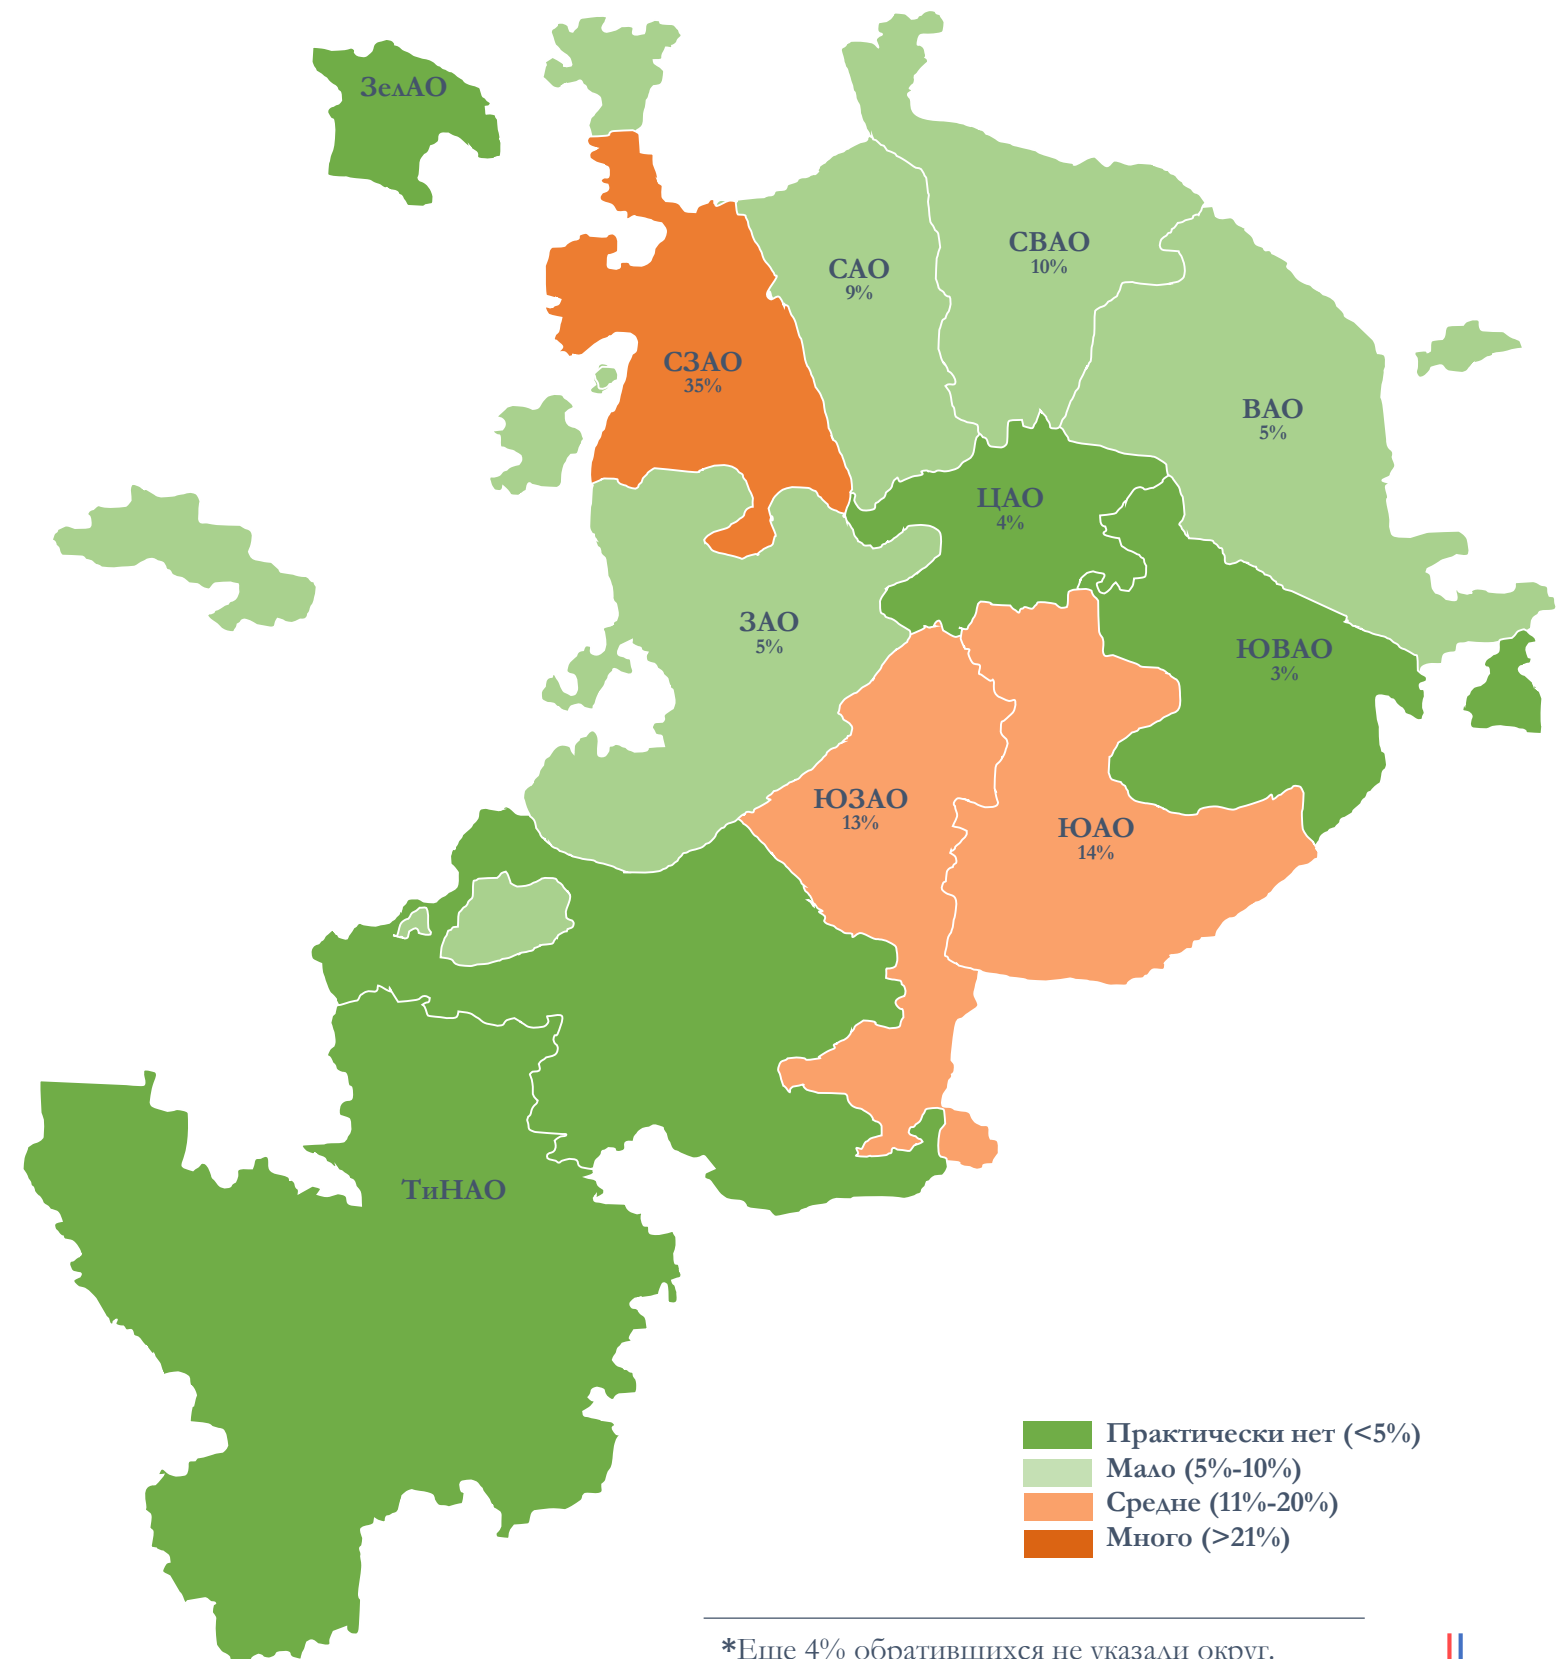 ЗелАО
СВАО
10%
САО
9%
СЗАО
35%
ВАО
5%
ЦАО
4%
ЗАО
5%
ЮВАО
3%
ЮЗАО
13%
ЮАО
14%
ТиНАО
Практически нет (<5%)
Мало (5%-10%)
Средне (11%-20%)
Много (>21%)
*Еще 4% обратившихся не указали округ.